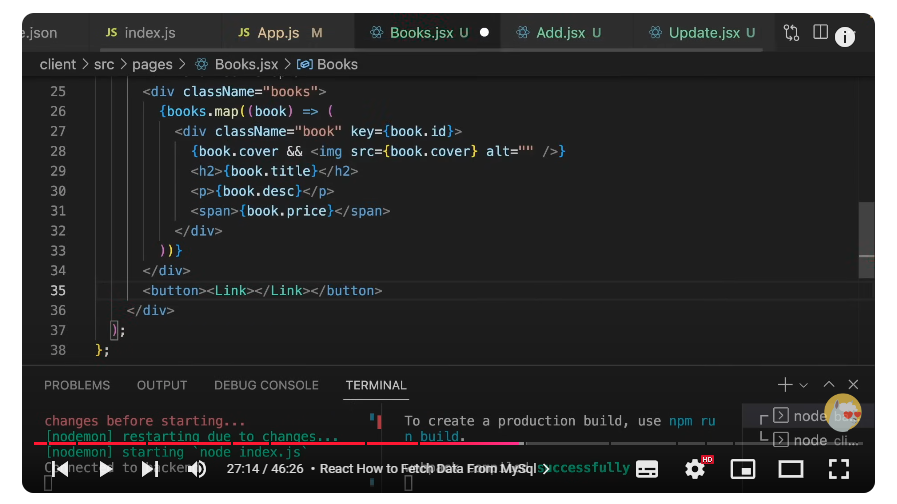 e.json JS index.js JS App.js M Books.jsx U Add.jsx U Update.jsx U
client > src > pages > Books.jsx > Books
25 <div className="books">
26 {books.map((book) => (
27 <div className="book" key={book.id}>
28 {book.cover && <img src={book.cover} alt="" />}
29 <h2>{book.title}</h2>
30 <p>{book.desc}</p>
31 <span>{book.price}</span>
32 </div>
33 ))}
34 </div>
35 <button><Link></Link></button>
36 </div>
37 );
38 };
PROBLEMS OUTPUT DEBUG CONSOLE TERMINAL
changes before starting...
[nodemon] restarting due to changes...
[nodemon] starting `node index.js`
Connected to backen
To create a production build, use npm ru
n build.
successfully
node
node cli...
27:14 / 46:26 • React How to Fetch Data From MySql >
HD